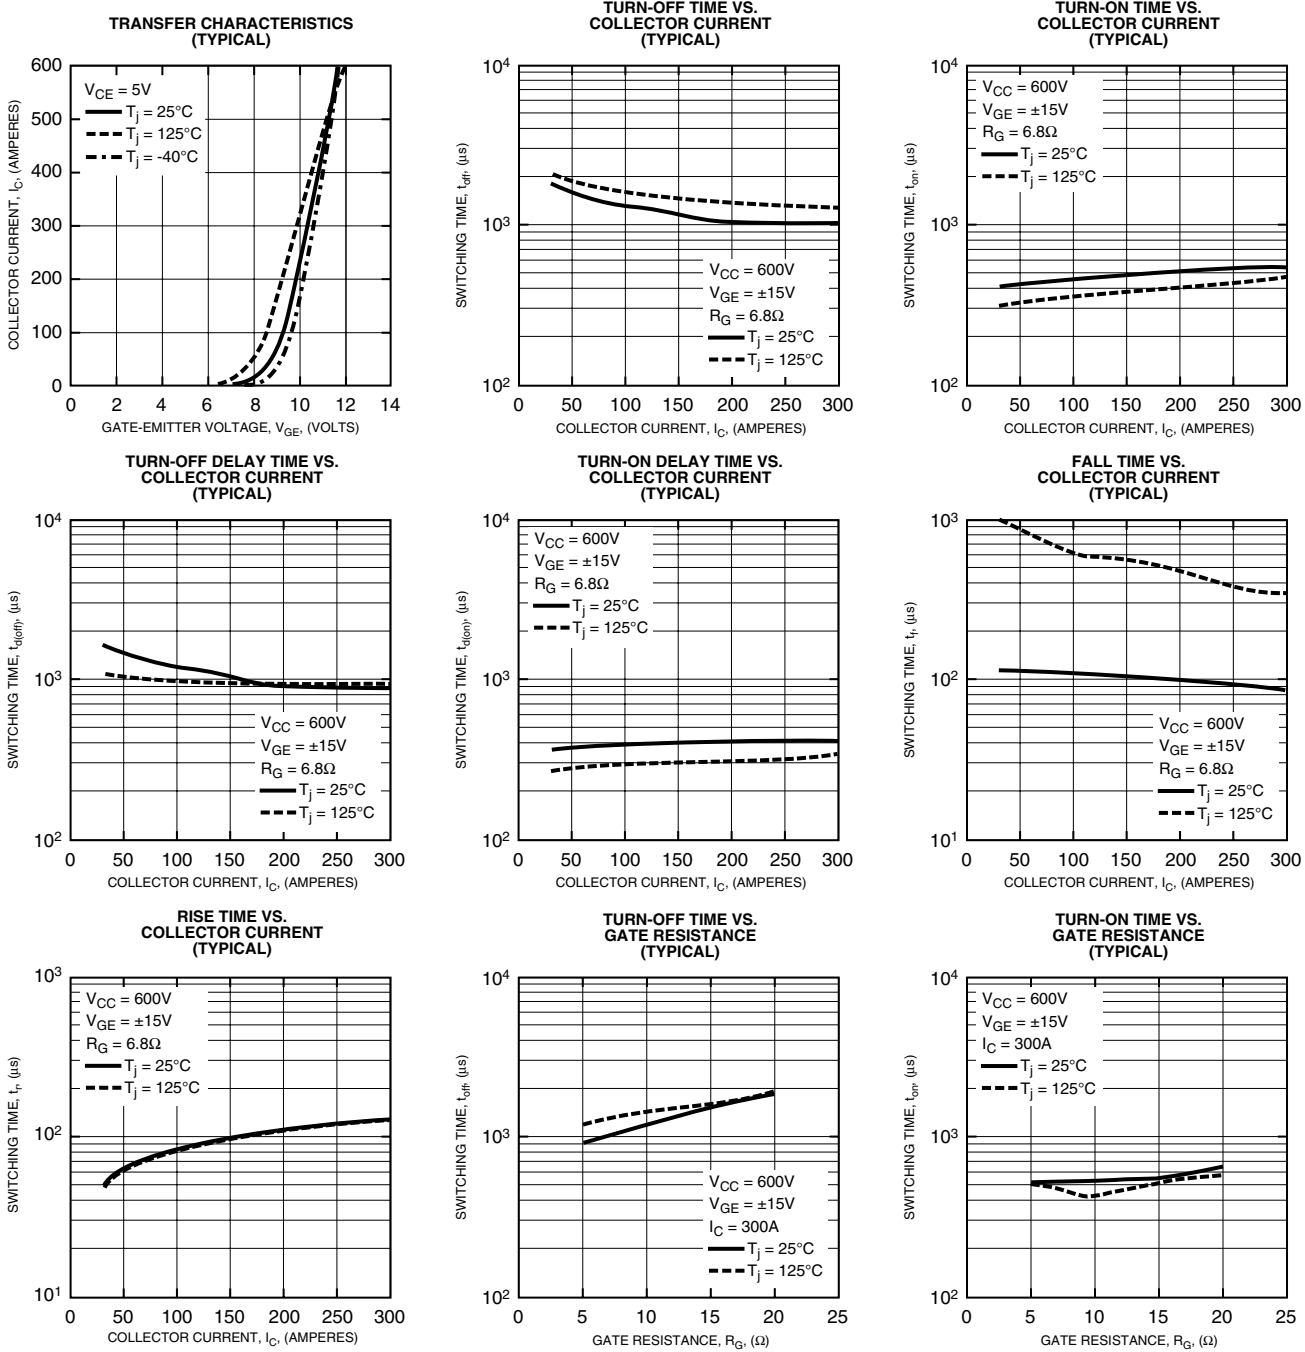 TRANSFER CHARACTERISTICS
(TYPICAL)
COLLECTOR CURRENT, IC, (AMPERES)
600
500
400
300
200
100
0
VCE = 5V
Tj = 25°C
Tj = 125°C
Tj = -40°C
0 2 4 6 8 10 12 14
GATE-EMITTER VOLTAGE, VGE, (VOLTS)
TURN-OFF TIME VS.
COLLECTOR CURRENT
(TYPICAL)
SWITCHING TIME, toff, (µs)
10⁴
10³
10²
VCC = 600V
VGE = ±15V
RG = 6.8Ω
Tj = 25°C
Tj = 125°C
0 50 100 150 200 250 300
COLLECTOR CURRENT, IC, (AMPERES)
TURN-ON TIME VS.
COLLECTOR CURRENT
(TYPICAL)
SWITCHING TIME, ton, (µs)
10⁴
10³
10²
VCC = 600V
VGE = ±15V
RG = 6.8Ω
Tj = 25°C
Tj = 125°C
0 50 100 150 200 250 300
COLLECTOR CURRENT, IC, (AMPERES)
TURN-OFF DELAY TIME VS.
COLLECTOR CURRENT
(TYPICAL)
SWITCHING TIME, td(off), (µs)
10⁴
10³
10²
VCC = 600V
VGE = ±15V
RG = 6.8Ω
Tj = 25°C
Tj = 125°C
0 50 100 150 200 250 300
COLLECTOR CURRENT, IC, (AMPERES)
TURN-ON DELAY TIME VS.
COLLECTOR CURRENT
(TYPICAL)
SWITCHING TIME, td(on), (µs)
10⁴
10³
10²
VCC = 600V
VGE = ±15V
RG = 6.8Ω
Tj = 25°C
Tj = 125°C
0 50 100 150 200 250 300
COLLECTOR CURRENT, IC, (AMPERES)
FALL TIME VS.
COLLECTOR CURRENT
(TYPICAL)
SWITCHING TIME, tf, (µs)
10³
10²
10¹
VCC = 600V
VGE = ±15V
RG = 6.8Ω
Tj = 25°C
Tj = 125°C
0 50 100 150 200 250 300
COLLECTOR CURRENT, IC, (AMPERES)
RISE TIME VS.
COLLECTOR CURRENT
(TYPICAL)
SWITCHING TIME, tr, (µs)
10³
10²
10¹
VCC = 600V
VGE = ±15V
RG = 6.8Ω
Tj = 25°C
Tj = 125°C
0 50 100 150 200 250 300
COLLECTOR CURRENT, IC, (AMPERES)
TURN-OFF TIME VS.
GATE RESISTANCE
(TYPICAL)
SWITCHING TIME, toff, (µs)
10⁴
10³
10²
VCC = 600V
VGE = ±15V
IC = 300A
Tj = 25°C
Tj = 125°C
0 5 10 15 20 25
GATE RESISTANCE, RG, (Ω)
TURN-ON TIME VS.
GATE RESISTANCE
(TYPICAL)
SWITCHING TIME, ton, (µs)
10⁴
10³
10²
VCC = 600V
VGE = ±15V
IC = 300A
Tj = 25°C
Tj = 125°C
0 5 10 15 20 25
GATE RESISTANCE, RG, (Ω)